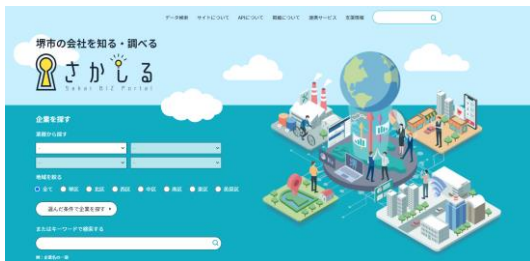 データ検索 サイトについて APIについて 掲載について 連携サービス 支援情報
堺市の会社を知る・調べる
さかしる
Sakai BIZ Portal
企業を探す
業種から探す
地域を絞る
全て 堺区 北区 西区 中区 南区 東区 美原区
選んだ条件で企業を探す
またはキーワードで検索する